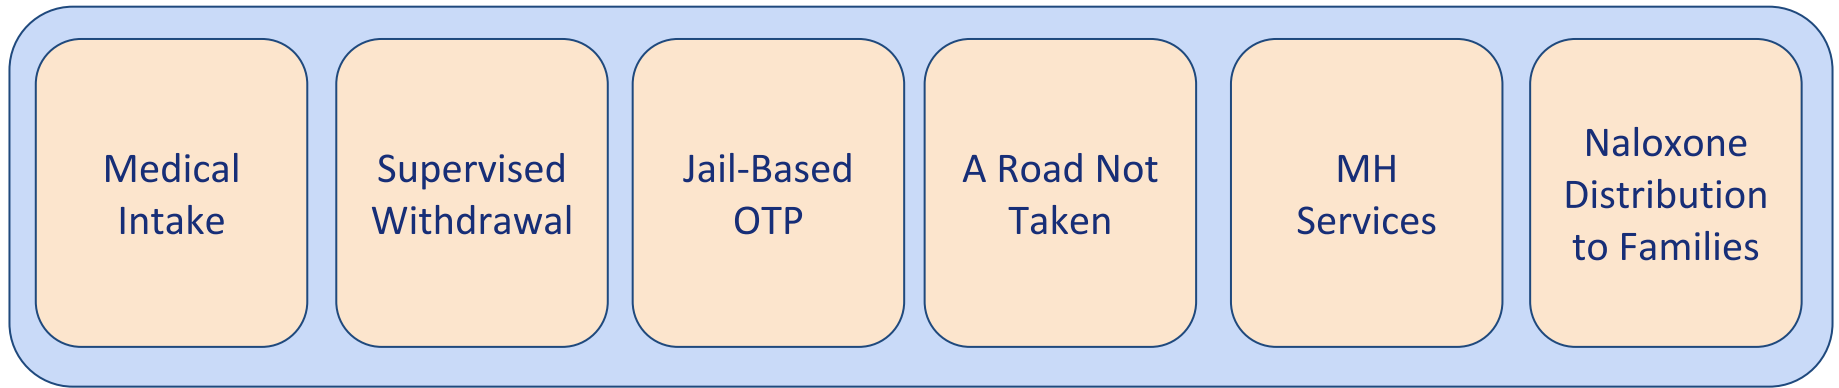 Medical
Intake
Supervised
Withdrawal
Jail-Based
OTP
A Road Not
Taken
MH
Services
Naloxone
Distribution
to Families